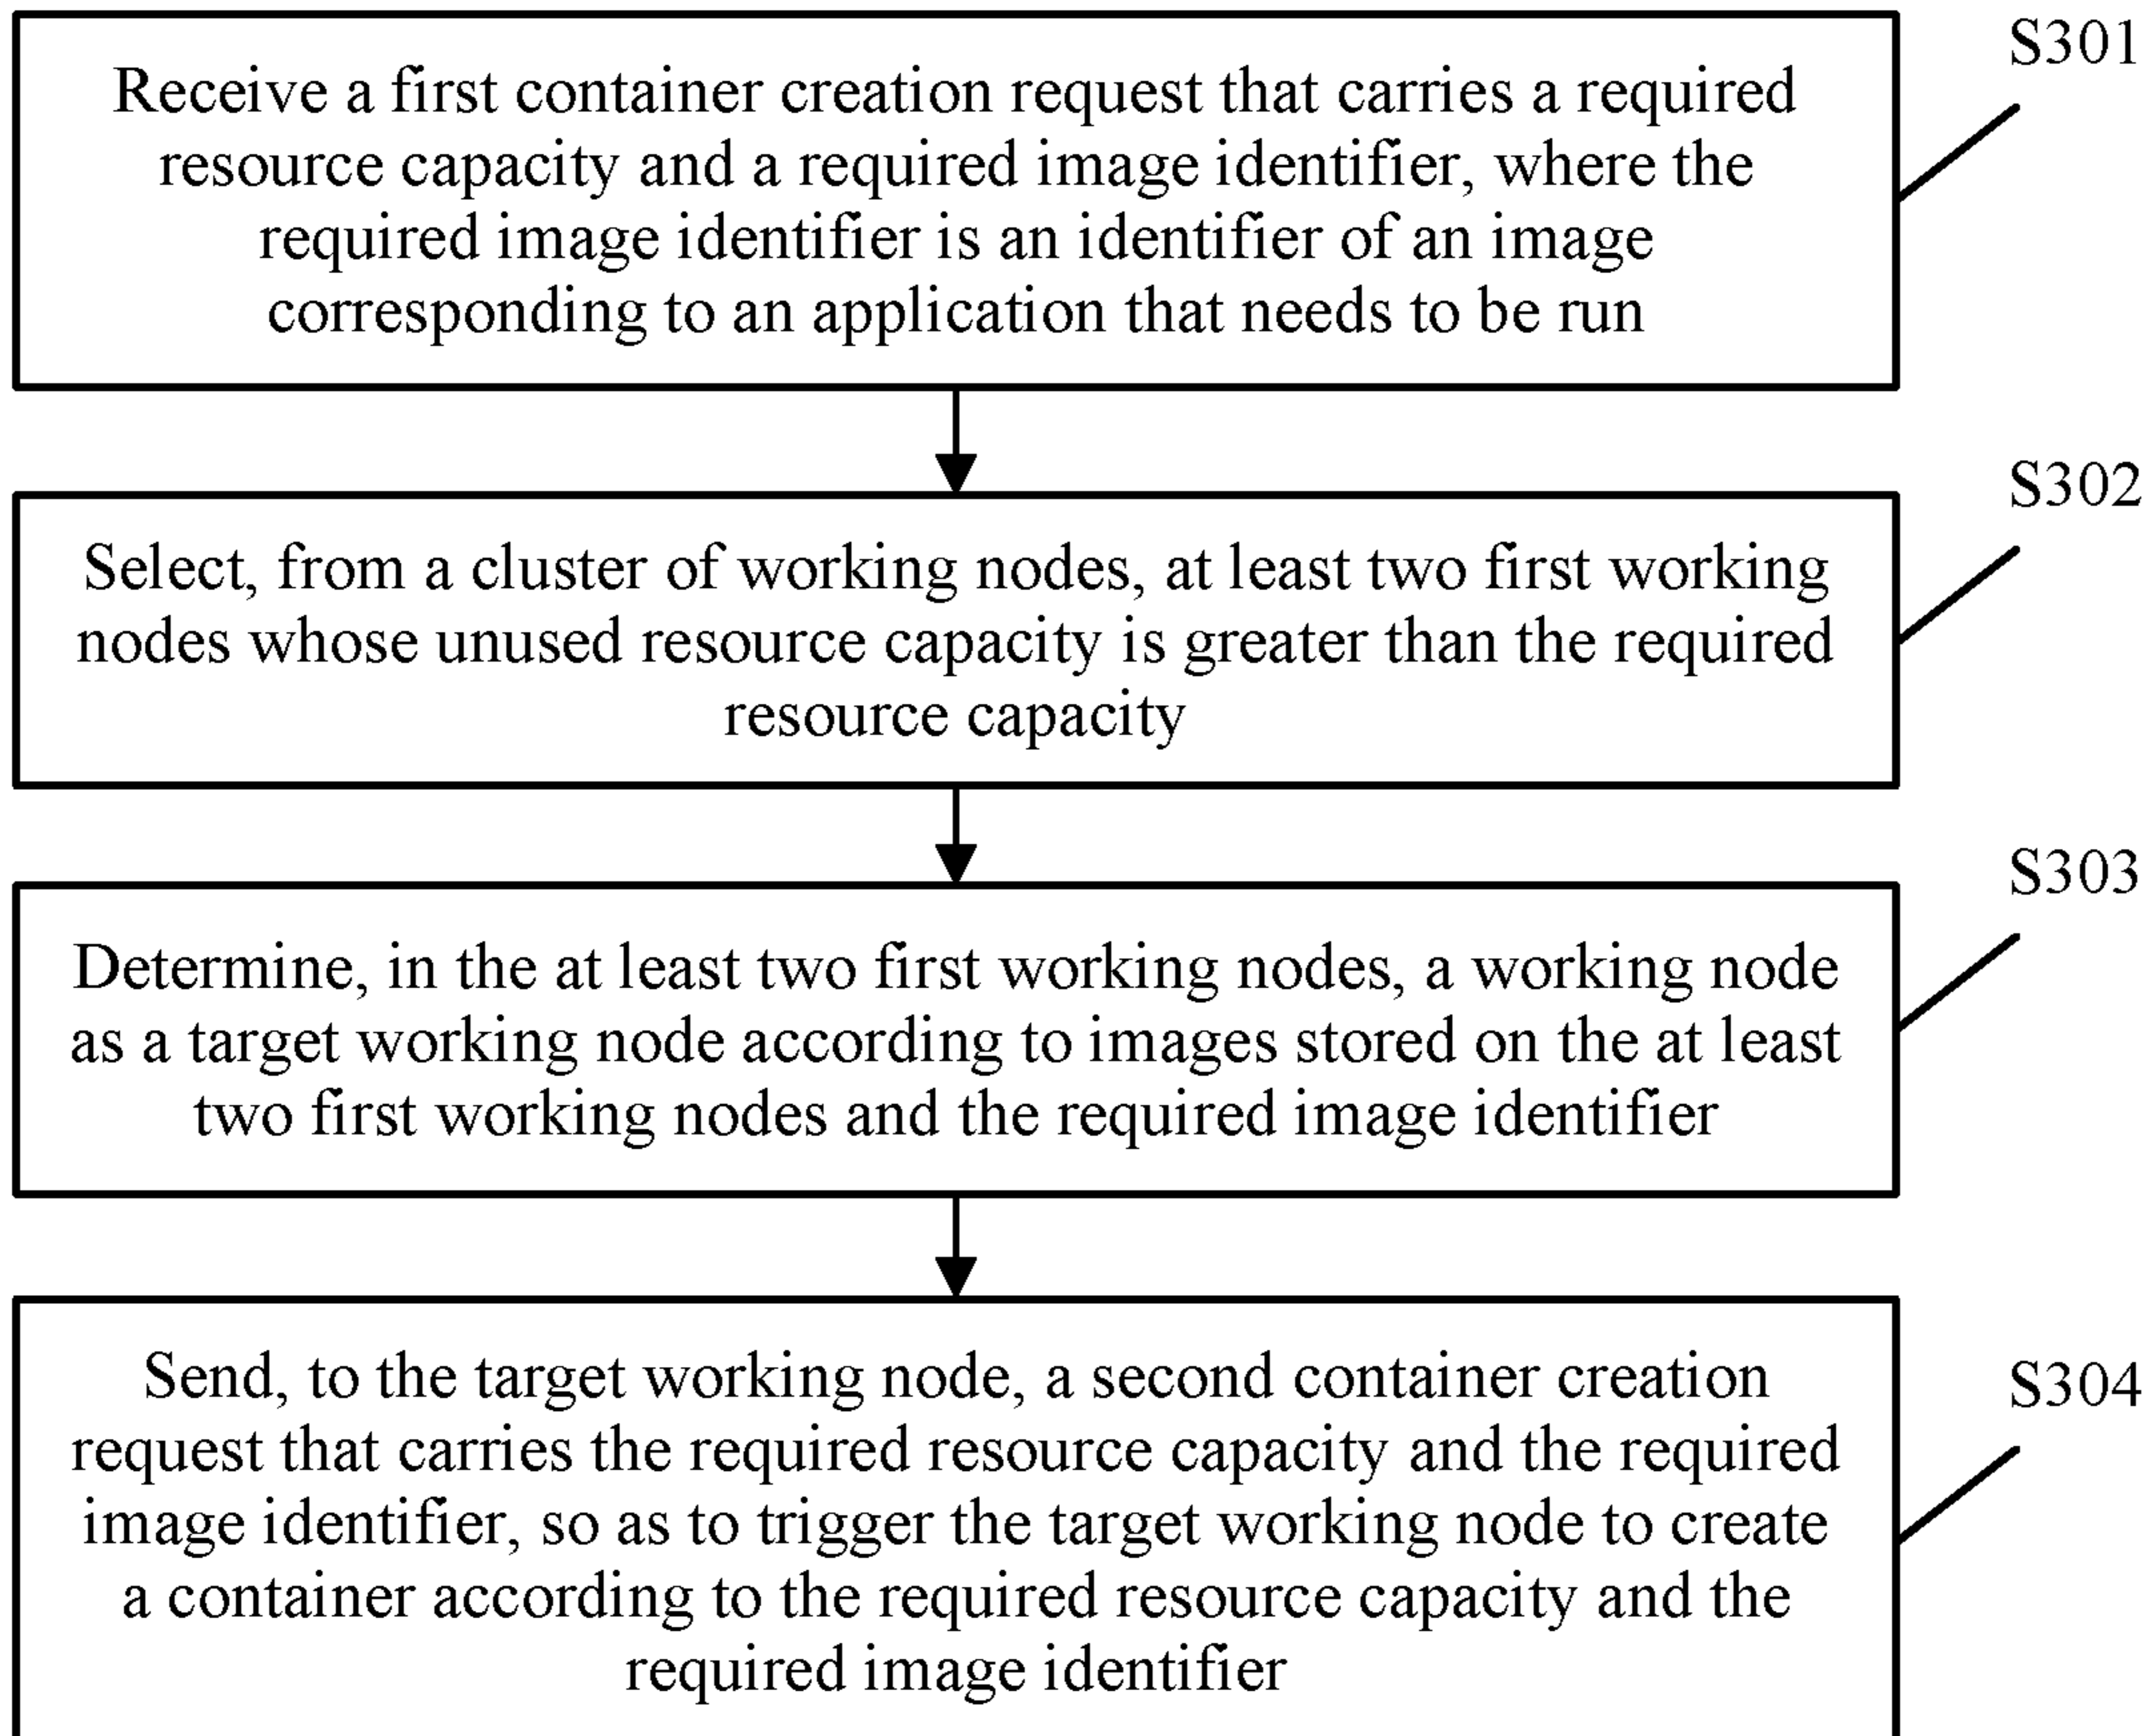 S301
Receive a first container creation request that carries a required
resource capacity and a required image identifier, where the
required image identifier is an identifier of an image
corresponding to an application that needs to be run
S302
Select, from a cluster of working nodes, at least two first working
nodes whose unused resource capacity is greater than the required
resource capacity
S303
Determine, in the at least two first working nodes, a working node
as a target working node according to images stored on the at least
two first working nodes and the required image identifier
S304
Send, to the target working node, a second container creation
request that carries the required resource capacity and the required
image identifier, so as to trigger the target working node to create
a container according to the required resource capacity and the
required image identifier